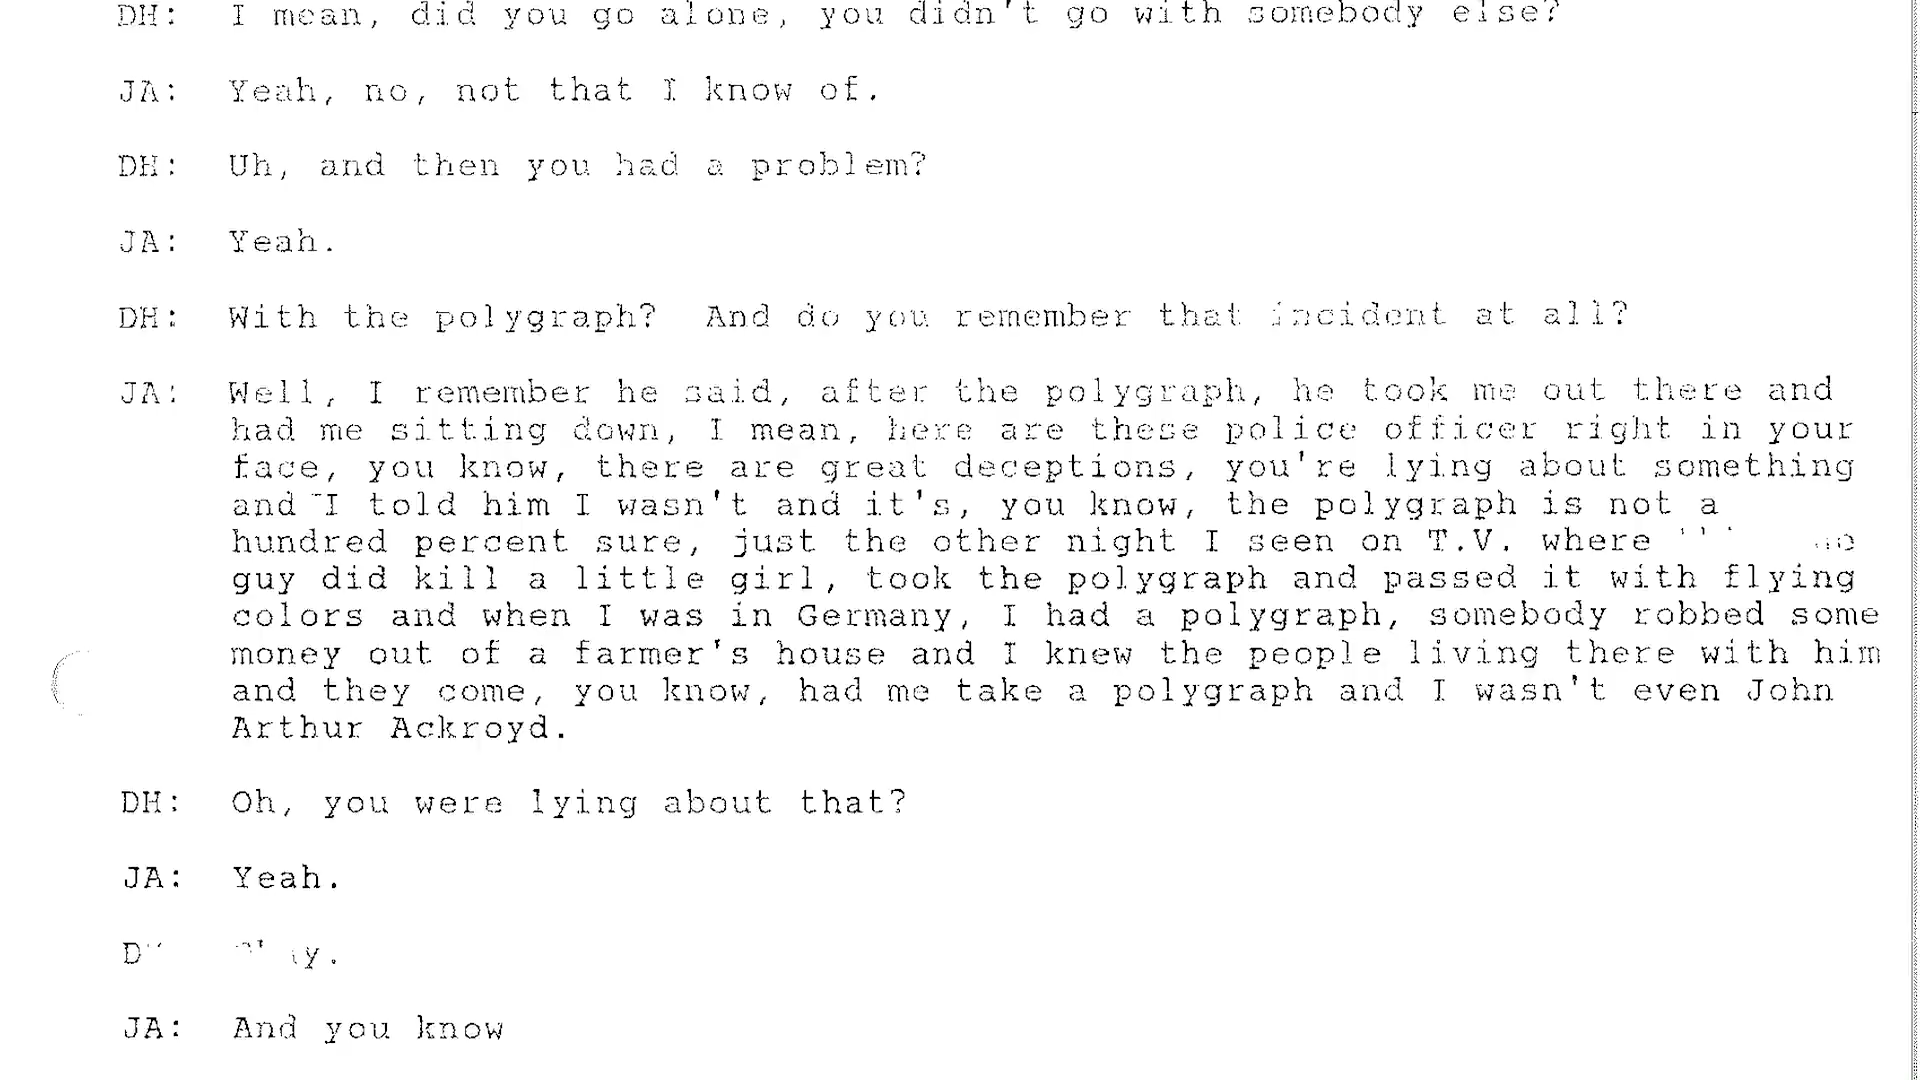 DH: I mean, did you go alone, you didn't go with somebody else?
JA: Yeah, no, not that I know of.
DH: Uh, and then you had a problem?
JA: Yeah.
DH: With the polygraph? And do you remember that incident at all?
JA: Well, I remember he said, after the polygraph, he took me out there and
had me sitting down, I mean, here are these police officer right in your
face, you know, there are great deceptions, you're lying about something
and I told him I wasn't and it's, you know, the polygraph is not a
hundred percent sure, just the other night I seen on T.V. where
guy did kill a little girl, took the polygraph and passed it with flying
colors and when I was in Germany, I had a polygraph, somebody robbed some
money out of a farmer's house and I knew the people living there with him
and they come, you know, had me take a polygraph and I wasn't even John
Arthur Ackroyd.
DH: Oh, you were lying about that?
JA: Yeah.
JA: And you know